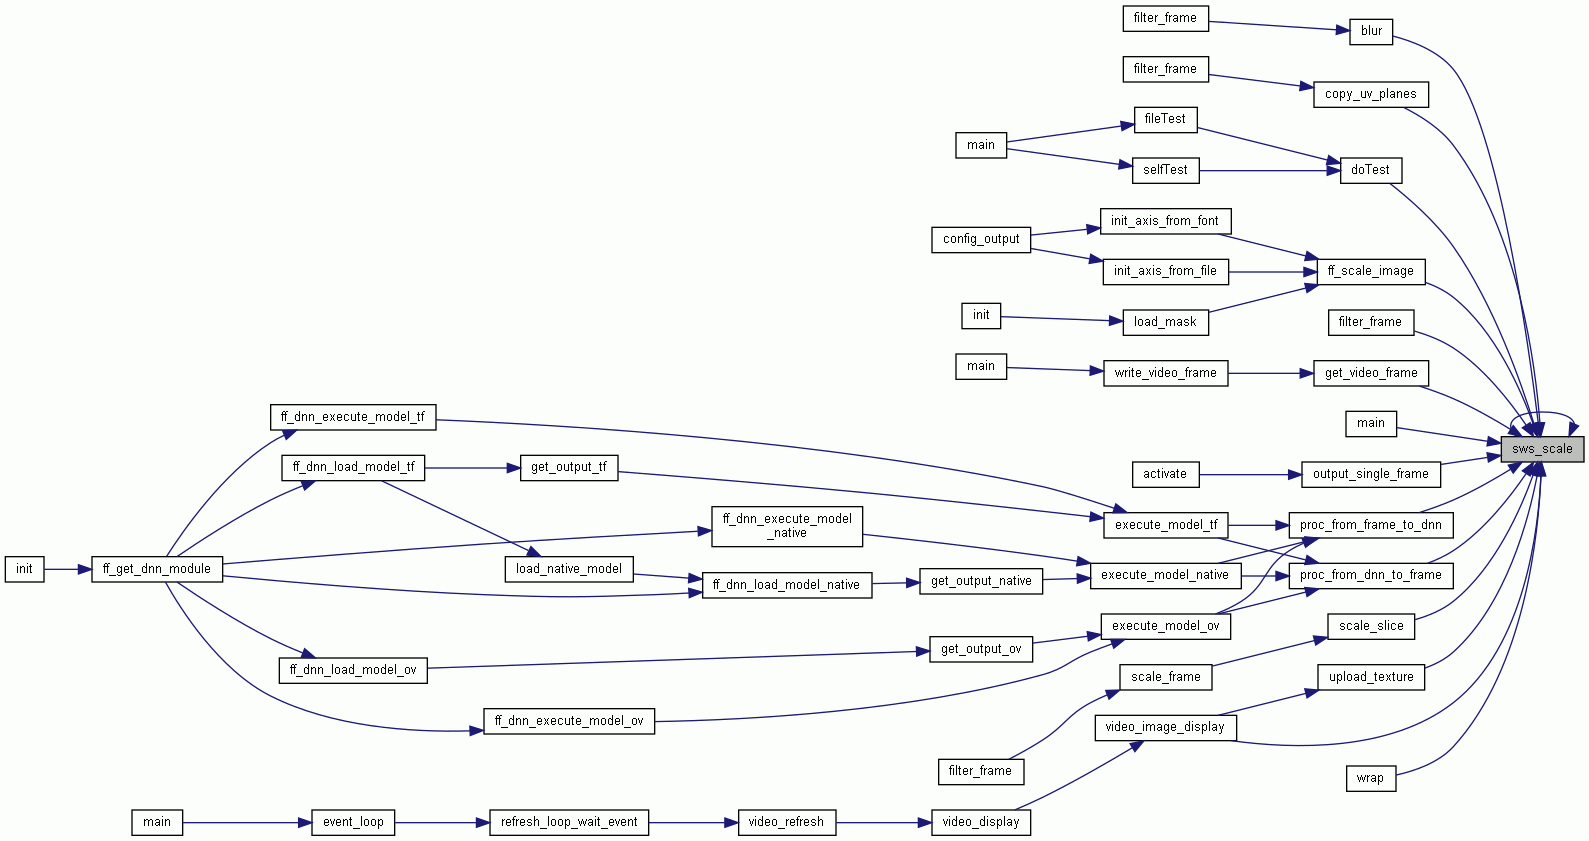 filter_frame
blur
filter_frame
copy_uv_planes
fileTest
main
selfTest
doTest
init_axis_from_font
config_output
init_axis_from_file
ff_scale_image
init
load_mask
filter_frame
main
write_video_frame
get_video_frame
ff_dnn_execute_model_tf
main
sws_scale
ff_dnn_load_model_tf
get_output_tf
activate
output_single_frame
ff_dnn_execute_model
_native
execute_model_tf
proc_from_frame_to_dnn
init
ff_get_dnn_module
load_native_model
ff_dnn_load_model_native
get_output_native
execute_model_native
proc_from_dnn_to_frame
execute_model_ov
scale_slice
ff_dnn_load_model_ov
get_output_ov
scale_frame
upload_texture
ff_dnn_execute_model_ov
video_image_display
filter_frame
wrap
main
event_loop
refresh_loop_wait_event
video_refresh
video_display